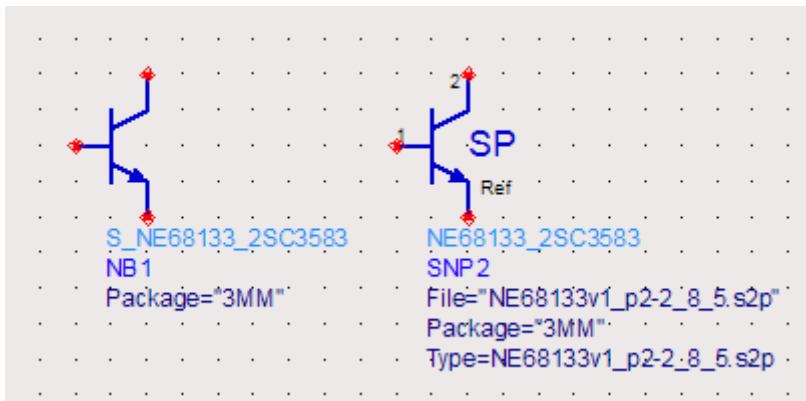 2
1
SP
Ref
S_NE68133_2SC3583
NB1
Package="3MM"
NE68133_2SC3583
SNP2
File="NE68133v1_p2-2_8_5.s2p"
Package="3MM"
Type=NE68133v1_p2-2_8_5.s2p